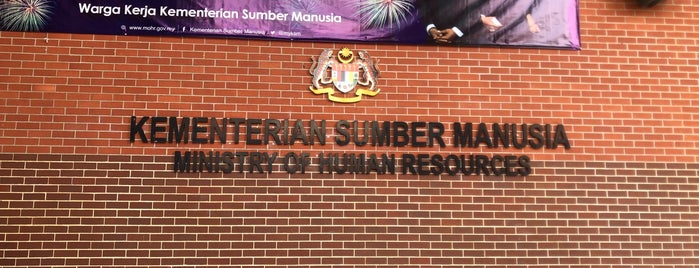 Warga Kerja Kementerian Sumber Manusia
www.mohr.gov.my Kementerian Sumber Manusia
KEMENTERIAN SUMBER MANUSIA
MINISTRY OF HUMAN RESOURCES